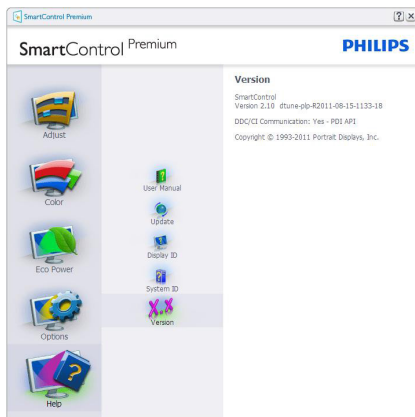 SmartControl Premium
SmartControl Premium
PHILIPS
Adjust
Color
Eco Power
Options
Help
User Manual
Update
Display ID
System ID
X.X
Version
Version
SmartControl
Version 2.10 dtune-plp-R2011-08-15-1133-18
DDC/CI Communication: Yes - PDI API
Copyright © 1993-2011 Portrait Displays, Inc.